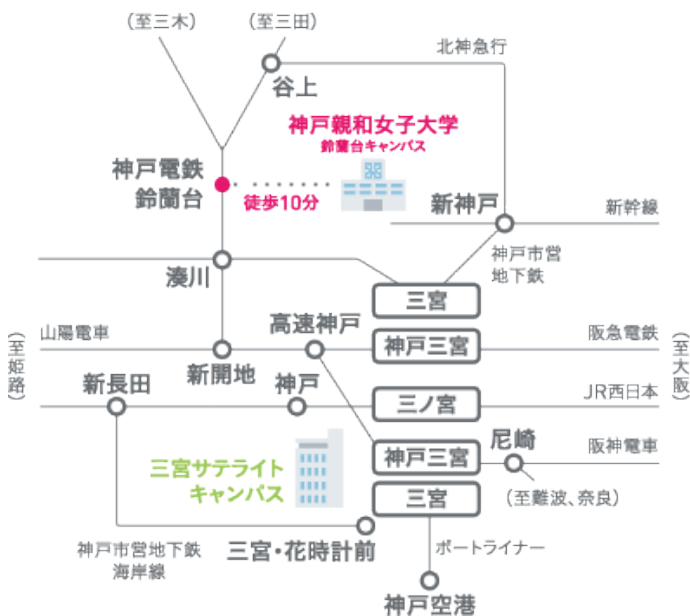 （至三木）
（至三田）
北神急行
谷上
神戸親和女子大学
鈴蘭台キャンパス
神戸電鉄
鈴蘭台
徒歩10分
新神戸
新幹線
神戸市営
地下鉄
湊川
三宮
高速神戸
山陽電車
神戸三宮
阪急電鉄
（至姫路）
（至大阪）
新開地
新長田
神戸
三ノ宮
JR西日本
尼崎
阪神電車
神戸三宮
三宮サテライト
キャンパス
三宮
（至難波、奈良）
神戸市営地下鉄
海岸線
三宮・花時計前
ポートライナー
神戸空港